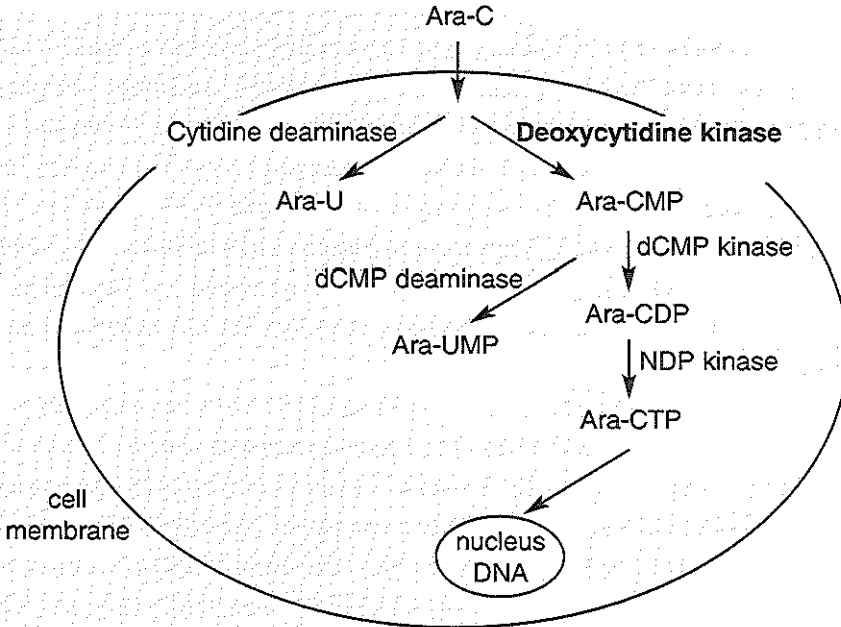 Ara-C
Cytidine deaminase
Deoxycytidine kinase
Ara-U
Ara-CMP
dCMP kinase
dCMP deaminase
Ara-CDP
Ara-UMP
NDP kinase
Ara-CTP
cell
membrane
nucleus
DNA